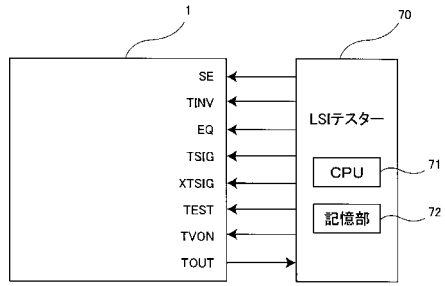 1
70
SE
TINV
EQ
TSIG
XTSIG
TEST
TVON
TOUT
LSIテスター
CPU
71
記憶部
72